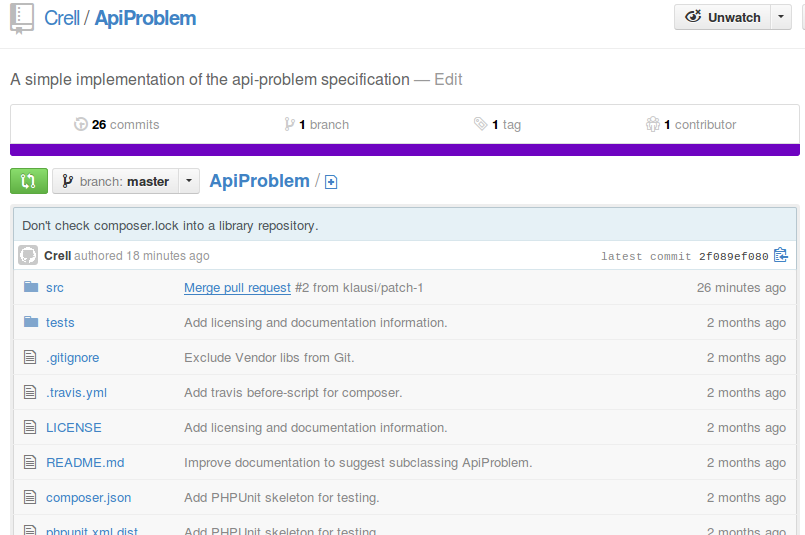 Crell / ApiProblem
Unwatch
A simple implementation of the api-problem specification — Edit
26 commits 1 branch 1 tag 1 contributor
branch: master ApiProblem /
Don't check composer.lock into a library repository.
Crell authored 18 minutes ago latest commit 2f089ef080
src Merge pull request #2 from klausi/patch-1 26 minutes ago
tests Add licensing and documentation information. 2 months ago
.gitignore Exclude Vendor libs from Git. 2 months ago
.travis.yml Add travis before-script for composer. 2 months ago
LICENSE Add licensing and documentation information. 2 months ago
README.md Improve documentation to suggest subclassing ApiProblem. 2 months ago
composer.json Add PHPUnit skeleton for testing. 2 months ago
phpunit.xml.dist Add PHPUnit skeleton for testing. 2 months ago